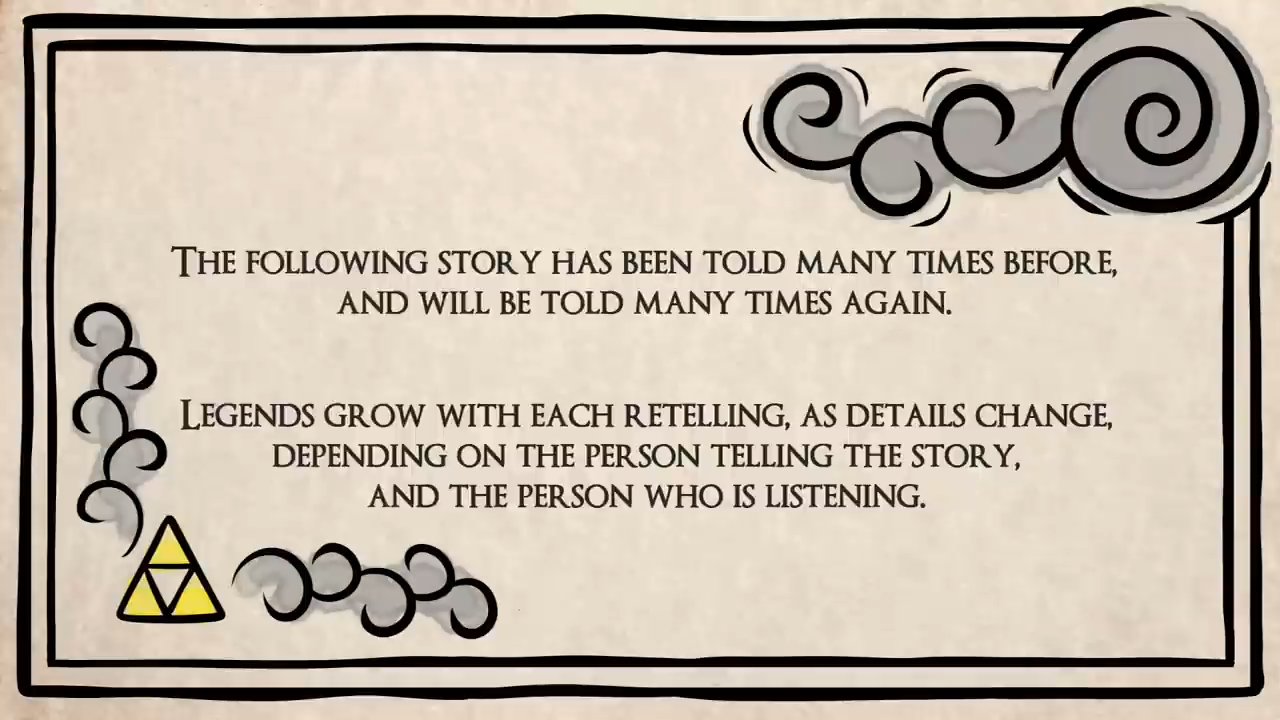 The following story has been told many times before,
and will be told many times again.
Legends grow with each retelling, as details change,
depending on the person telling the story,
and the person who is listening.